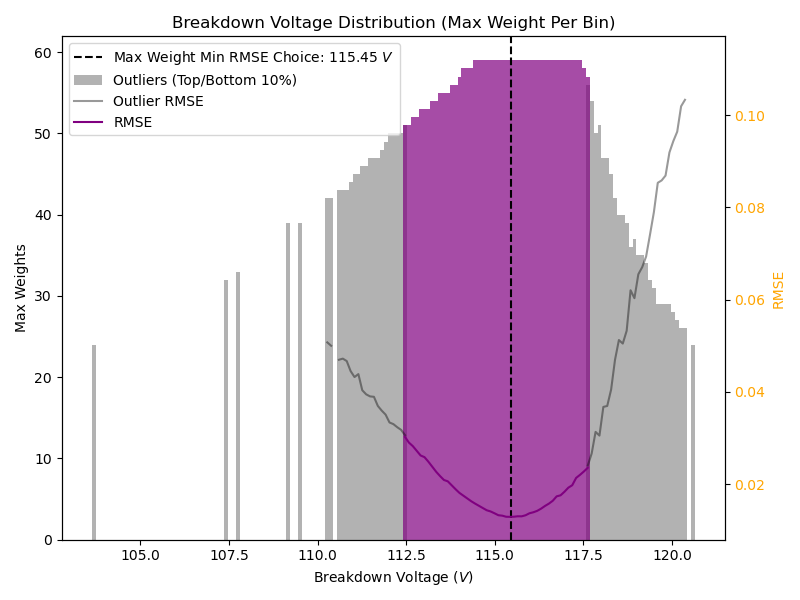 Breakdown Voltage Distribution (Max Weight Per Bin)
Max Weight Min RMSE Choice: 115.45 V
Outliers (Top/Bottom 10%)
Outlier RMSE
RMSE
Max Weights
60
50
40
30
20
10
0
105.0 107.5 110.0 112.5 115.0 117.5 120.0
Breakdown Voltage (V)
0.10
0.08
0.06
0.04
0.02
RMSE